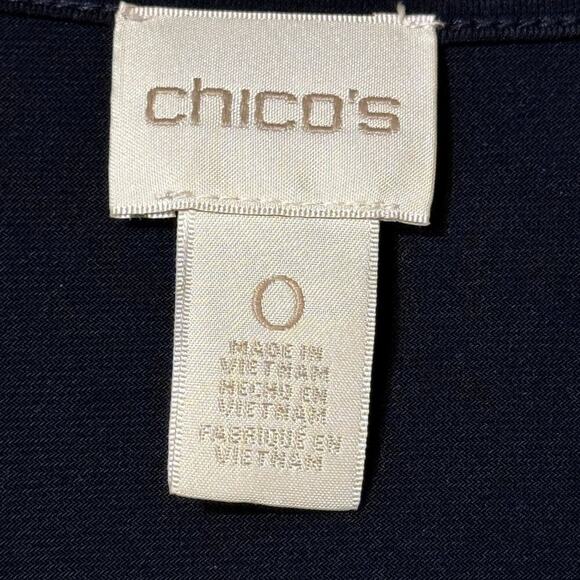 chico's
0
MADE IN
VIETNAM
HECHO EN
VIETNAM
FABRIQUÉ EN
VIETNAM